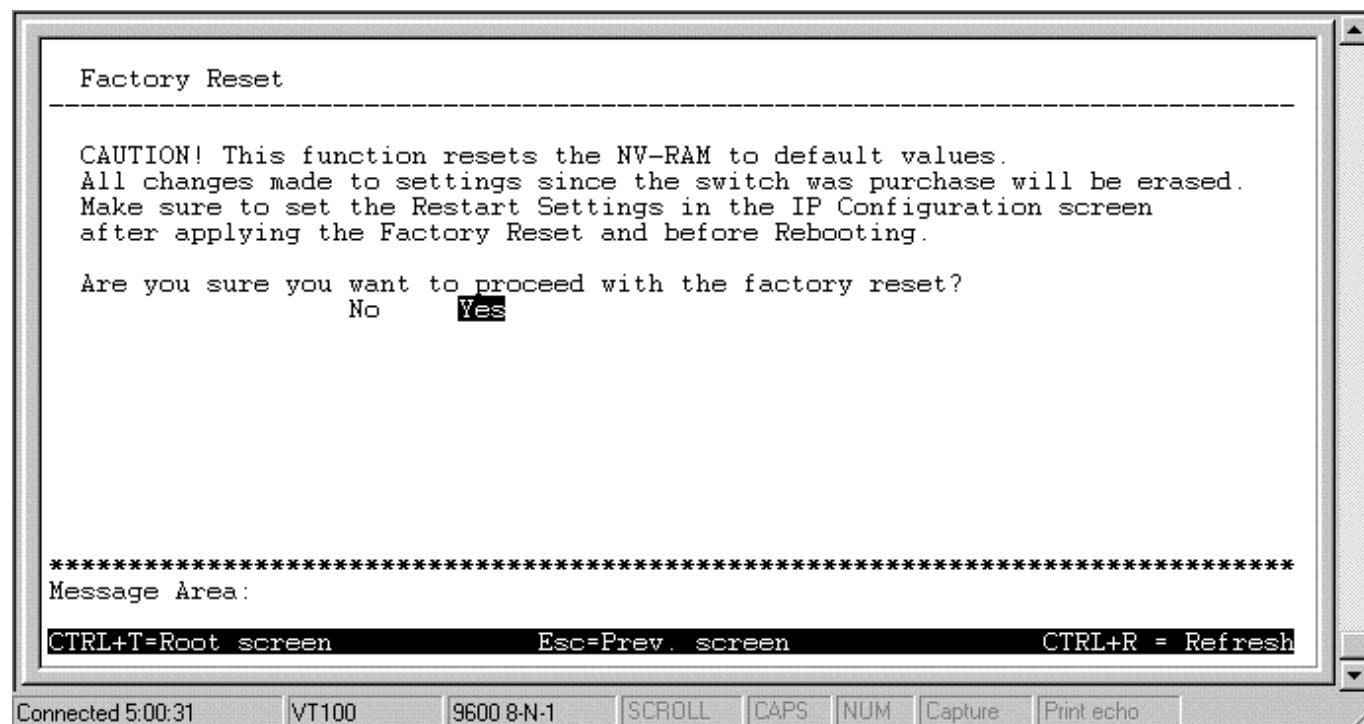 Factory Reset
CAUTION! This function resets the NV-RAM to default values.
All changes made to settings since the switch was purchase will be erased.
Make sure to set the Restart Settings in the IP Configuration screen
after applying the Factory Reset and before Rebooting.
Are you sure you want to proceed with the factory reset?
No Yes
********************************************************************************
Message Area:
CTRL+T=Root screen Esc=Prev. screen CTRL+R = Refresh
Connected 5:00:31 VT100 9600 8-N-1 SCROLL CAPS NUM Capture Print echo